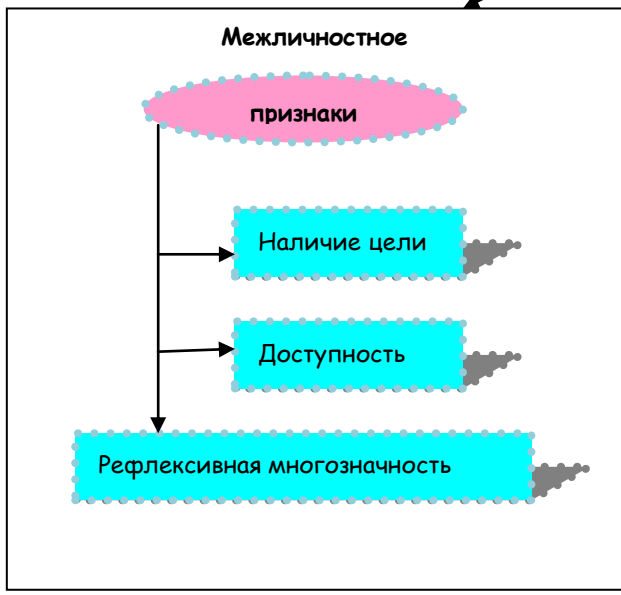 Межличностное
признаки
Наличие цели
Доступность
Рефлексивная многозначность